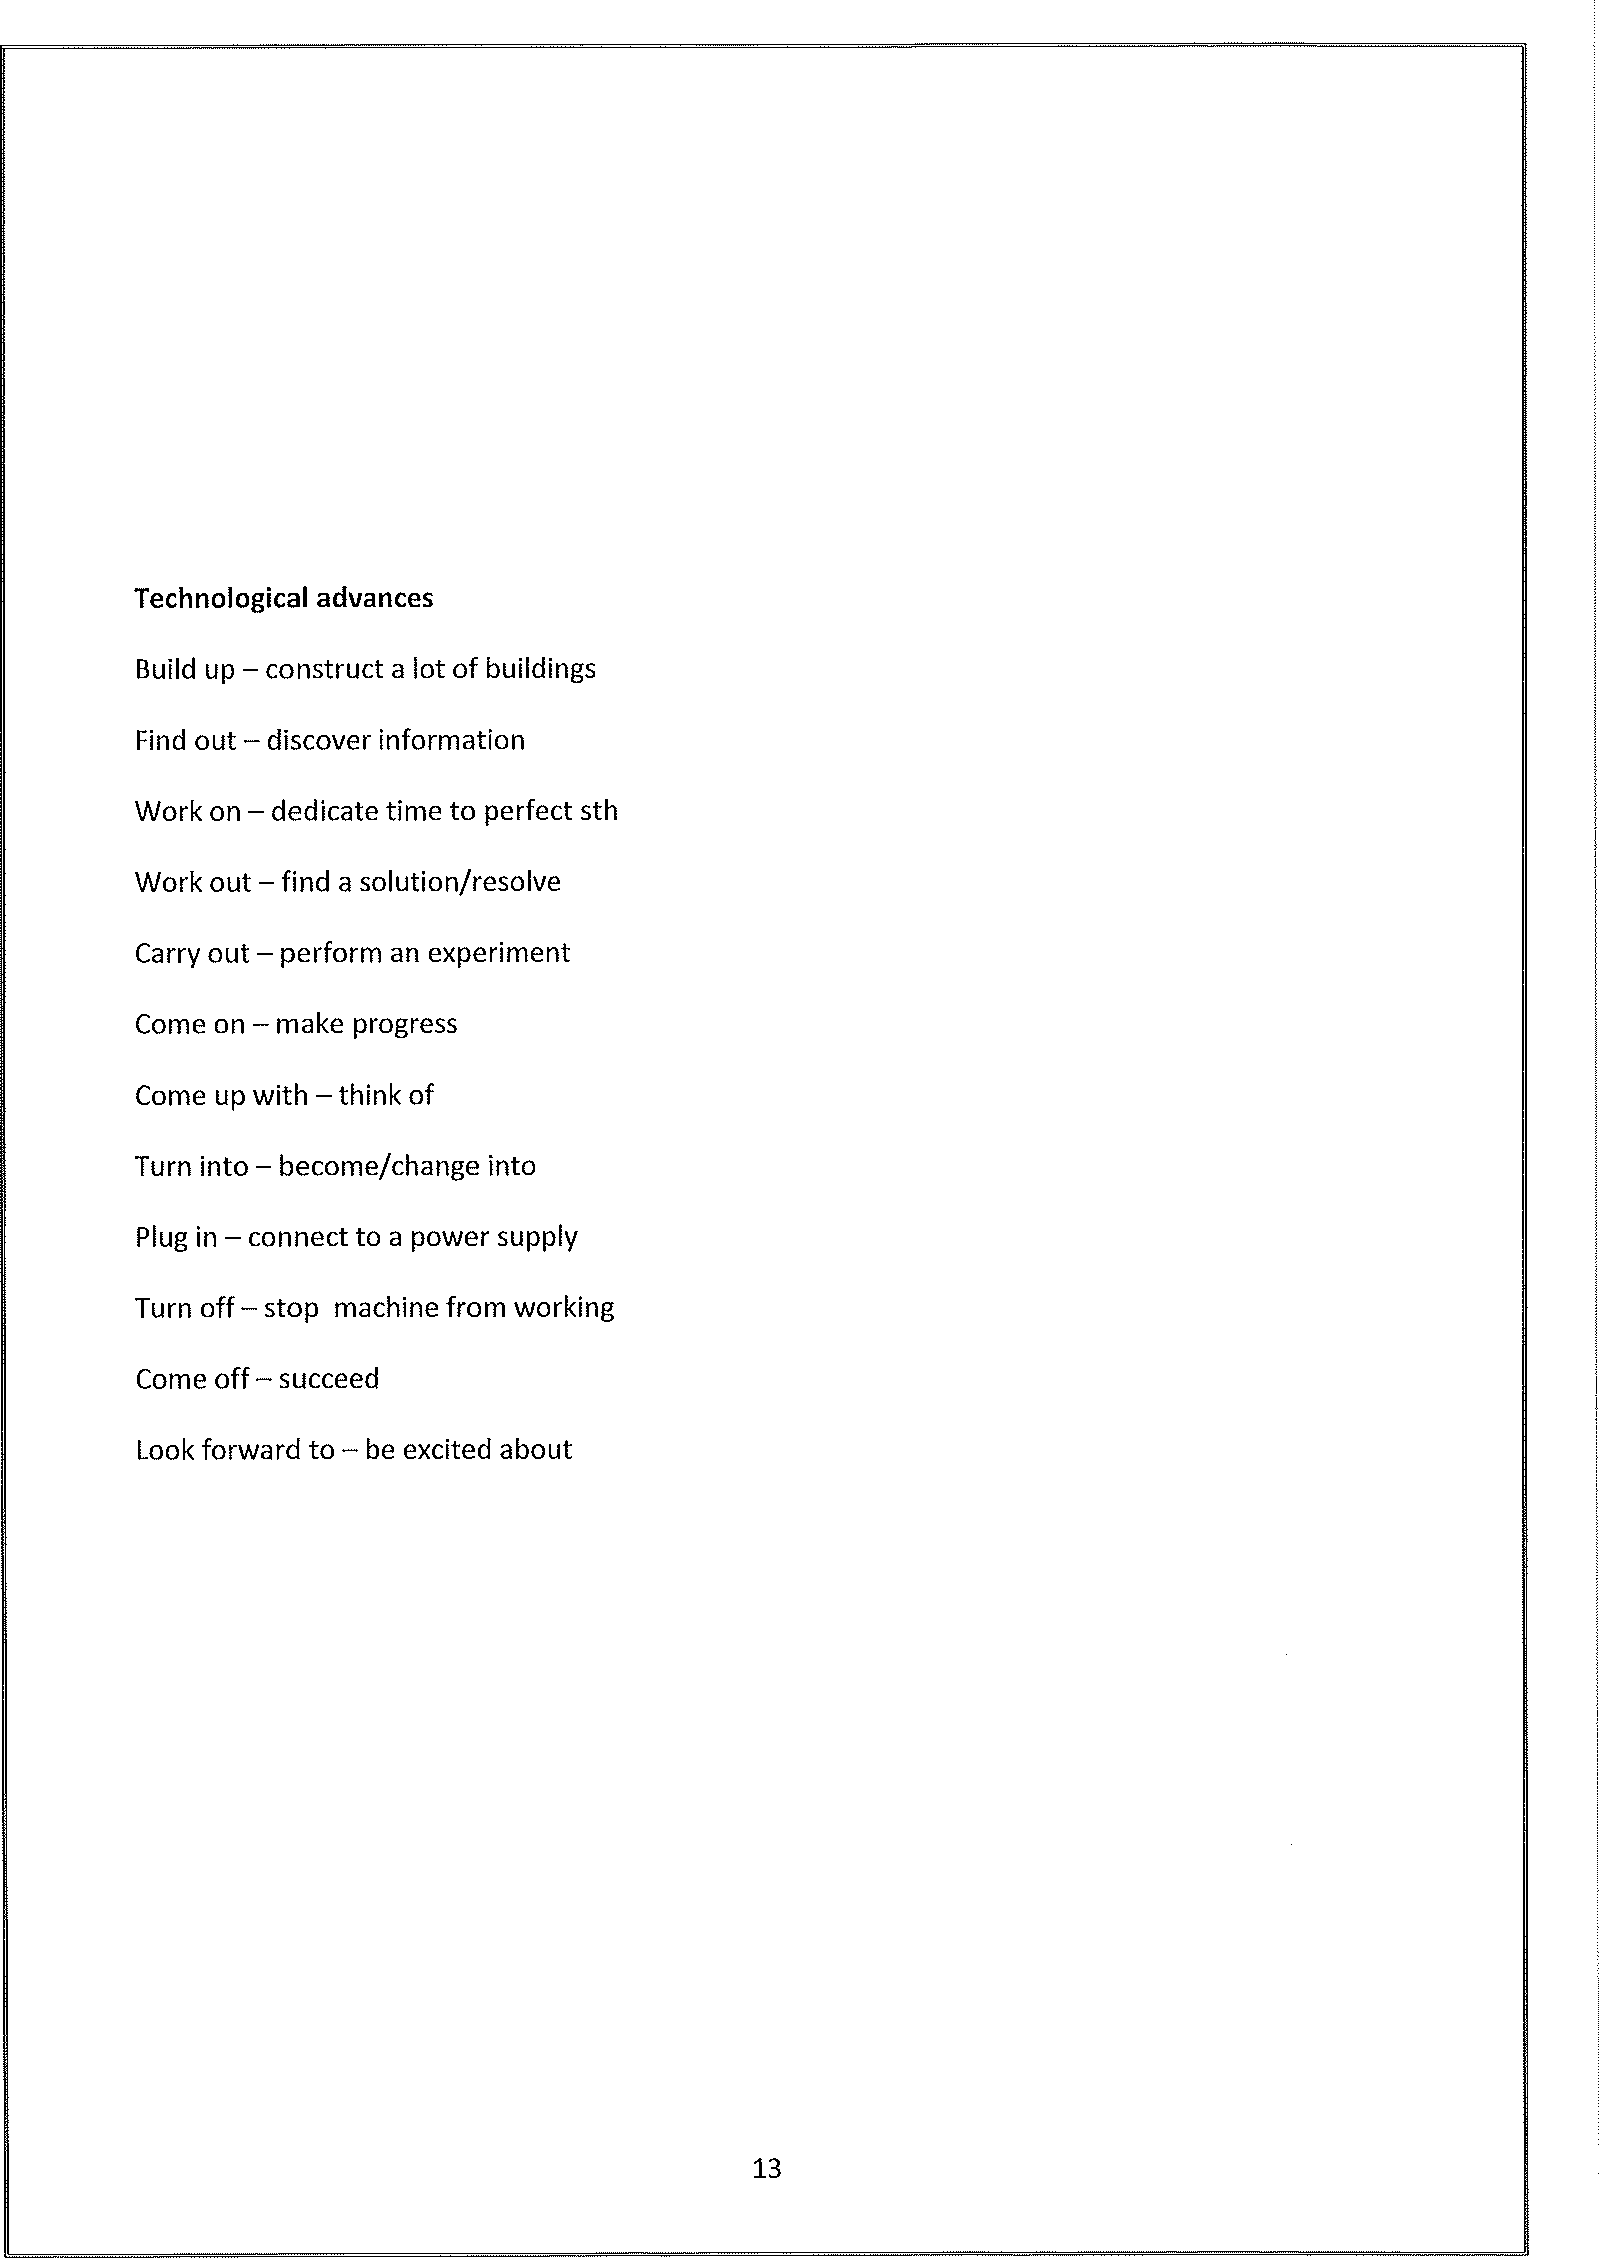 Technological advances
Build up – construct a lot of buildings
Find out – discover information
Work on – dedicate time to perfect sth
Work out – find a solution/resolve
Carry out – perform an experiment
Come on – make progress
Come up with – think of
Turn into – become/change into
Plug in – connect to a power supply
Turn off – stop  machine from working
Come off – succeed
Look forward to – be excited about
13